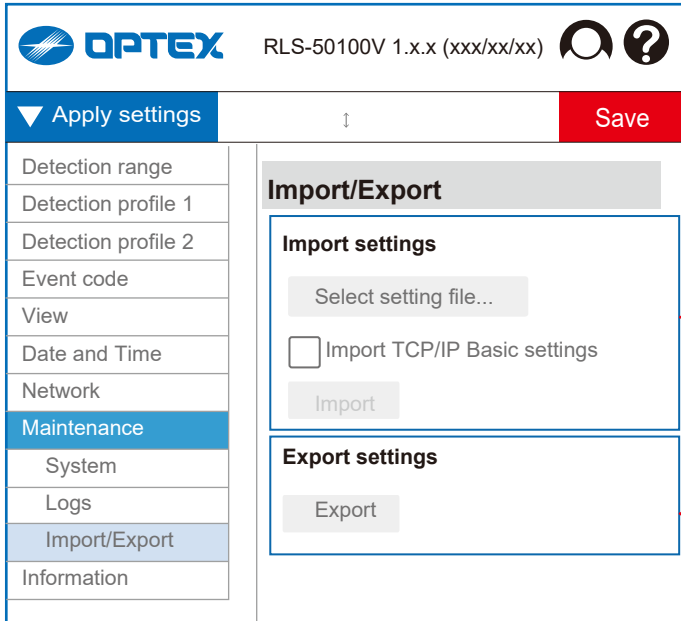 OPTEX RLS-50100V 1.x.x (xxx/xx/xx) ?
▼ Apply settings ↕ Save
Detection range
Detection profile 1
Detection profile 2
Event code
View
Date and Time
Network
Maintenance
System
Logs
Import/Export
Information
Import/Export
Import settings
Select setting file...
Import TCP/IP Basic settings
Import
Export settings
Export